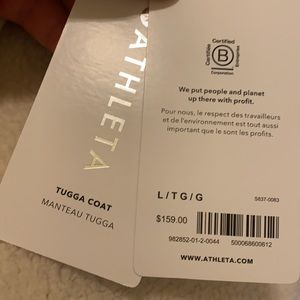 ATHLETA
TUGGA COAT
MANTEAU TUGGA
Certified
Certifiée
B
Entreprise
Corporation
We put people and planet
up there with profit.
Pour nous, le respect des travailleurs
et de l'environnement est tout aussi
important que le sont les profits.
L / TG / G
5837-0083
$159.00
982852-01-2-0044
500068600612
WWW.ATHLETA.COM